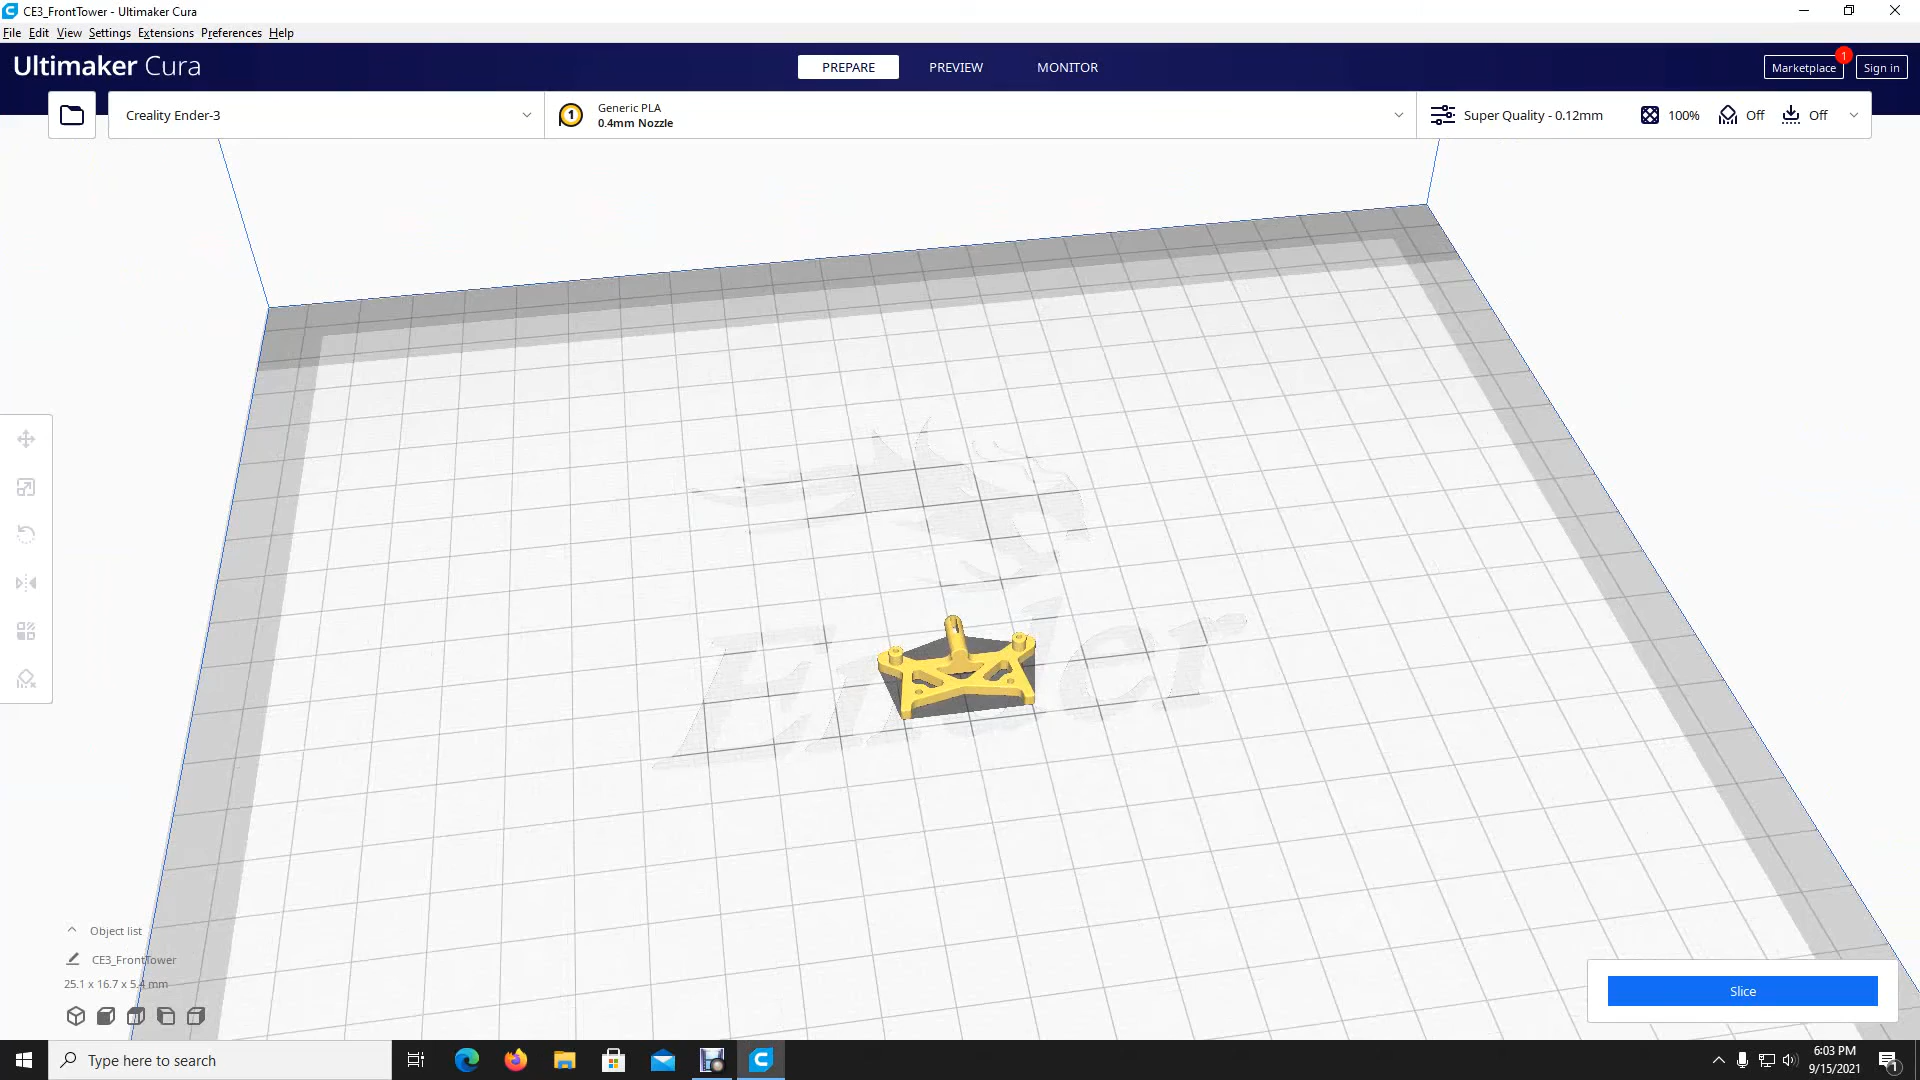 CE3_FrontTower - Ultimaker Cura
File Edit View Settings Extensions Preferences Help
Ultimaker Cura
PREPARE
PREVIEW
MONITOR
Marketplace
1
Sign in
Creality Ender-3
1
Generic PLA
0.4mm Nozzle
Super Quality - 0.12mm
100%
Off
Off
Ender
Object list
CE3_FrontTower
25.1 x 16.7 x 5.4 mm
Slice
Type here to search
6:03 PM
9/15/2021
1